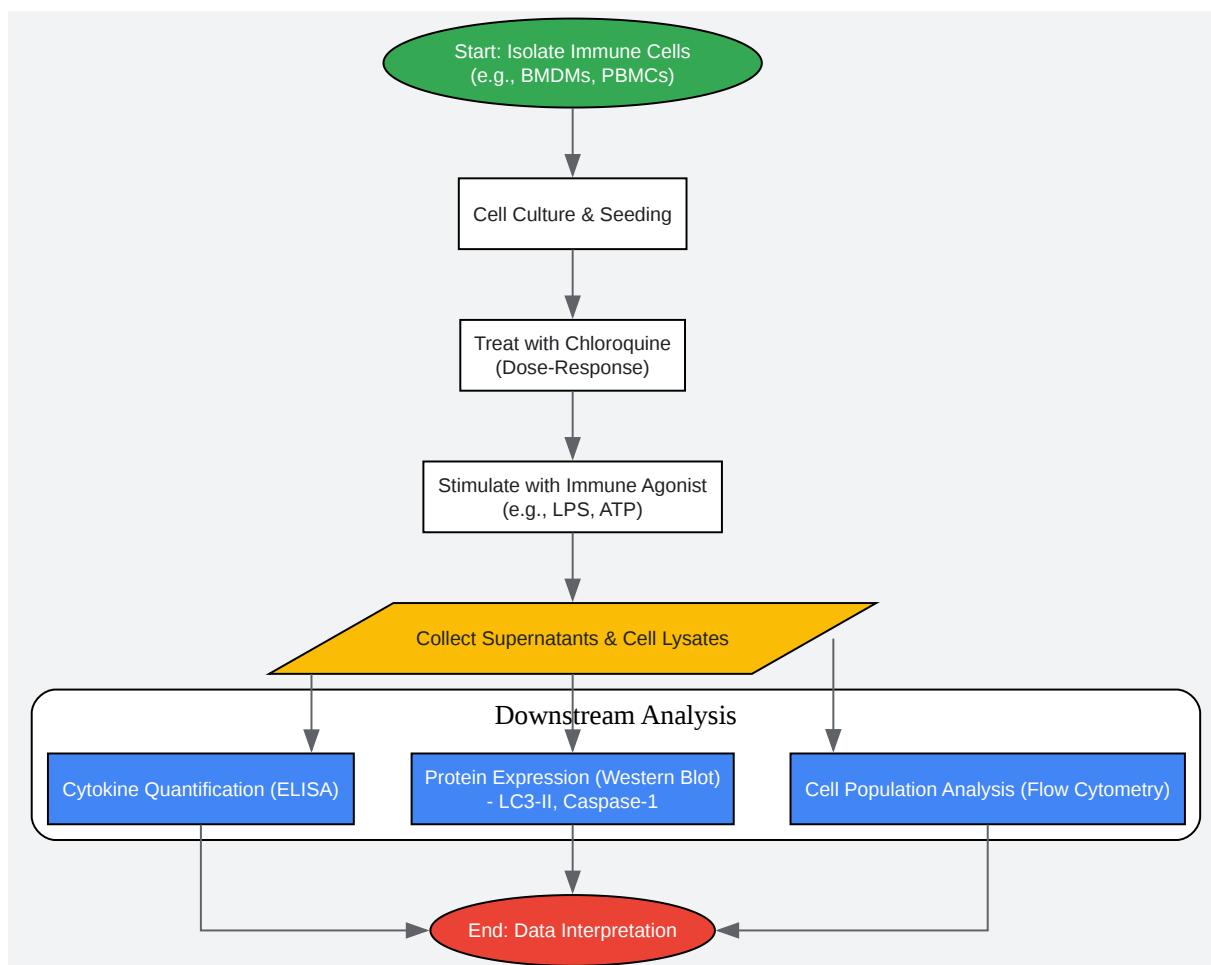 Start: Isolate Immune Cells
(e.g., BMDMs, PBMCs)
Cell Culture & Seeding
Treat with Chloroquine
(Dose-Response)
Stimulate with Immune Agonist
(e.g., LPS, ATP)
Collect Supernatants & Cell Lysates
Downstream Analysis
Cytokine Quantification (ELISA)
Protein Expression (Western Blot)
- LC3-II, Caspase-1
Cell Population Analysis (Flow Cytometry)
End: Data Interpretation